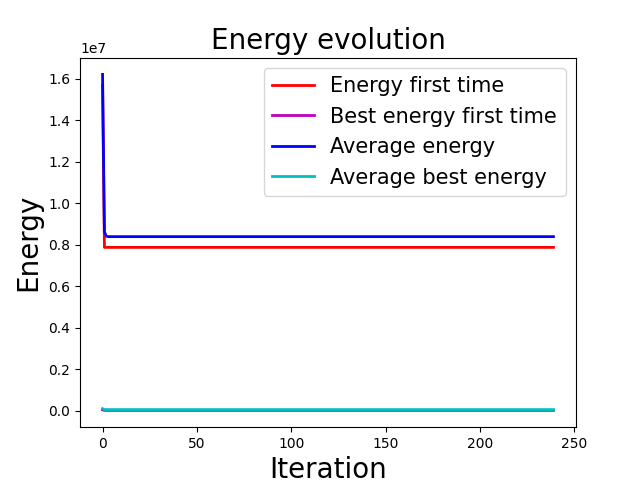 Energy evolution
1e7
Energy first time
Best energy first time
Average energy
Average best energy
Energy
1.6
1.4
1.2
1.0
0.8
0.6
0.4
0.2
0.0
0 50 100 150 200 250
Iteration